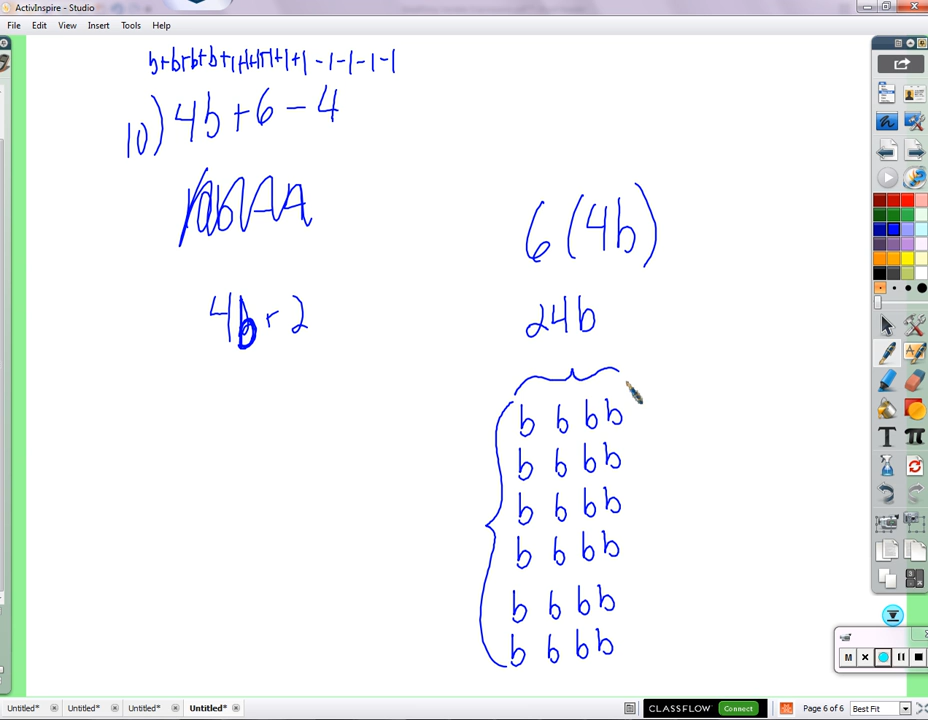 ActivInspire - Studio
File Edit View Insert Tools Help
b+b+b+b+1+1+1+1+1+1-1-1-1-1
10) 4b+6-4
4b+2
6(4b)
24b
b b b b
b b b b
b b b b
b b b b
b b b b
b b b b
T π
M
Untitled* Untitled* Untitled* Untitled*
CLASSFLOW Connect
Page 6 of 6
Best Fit